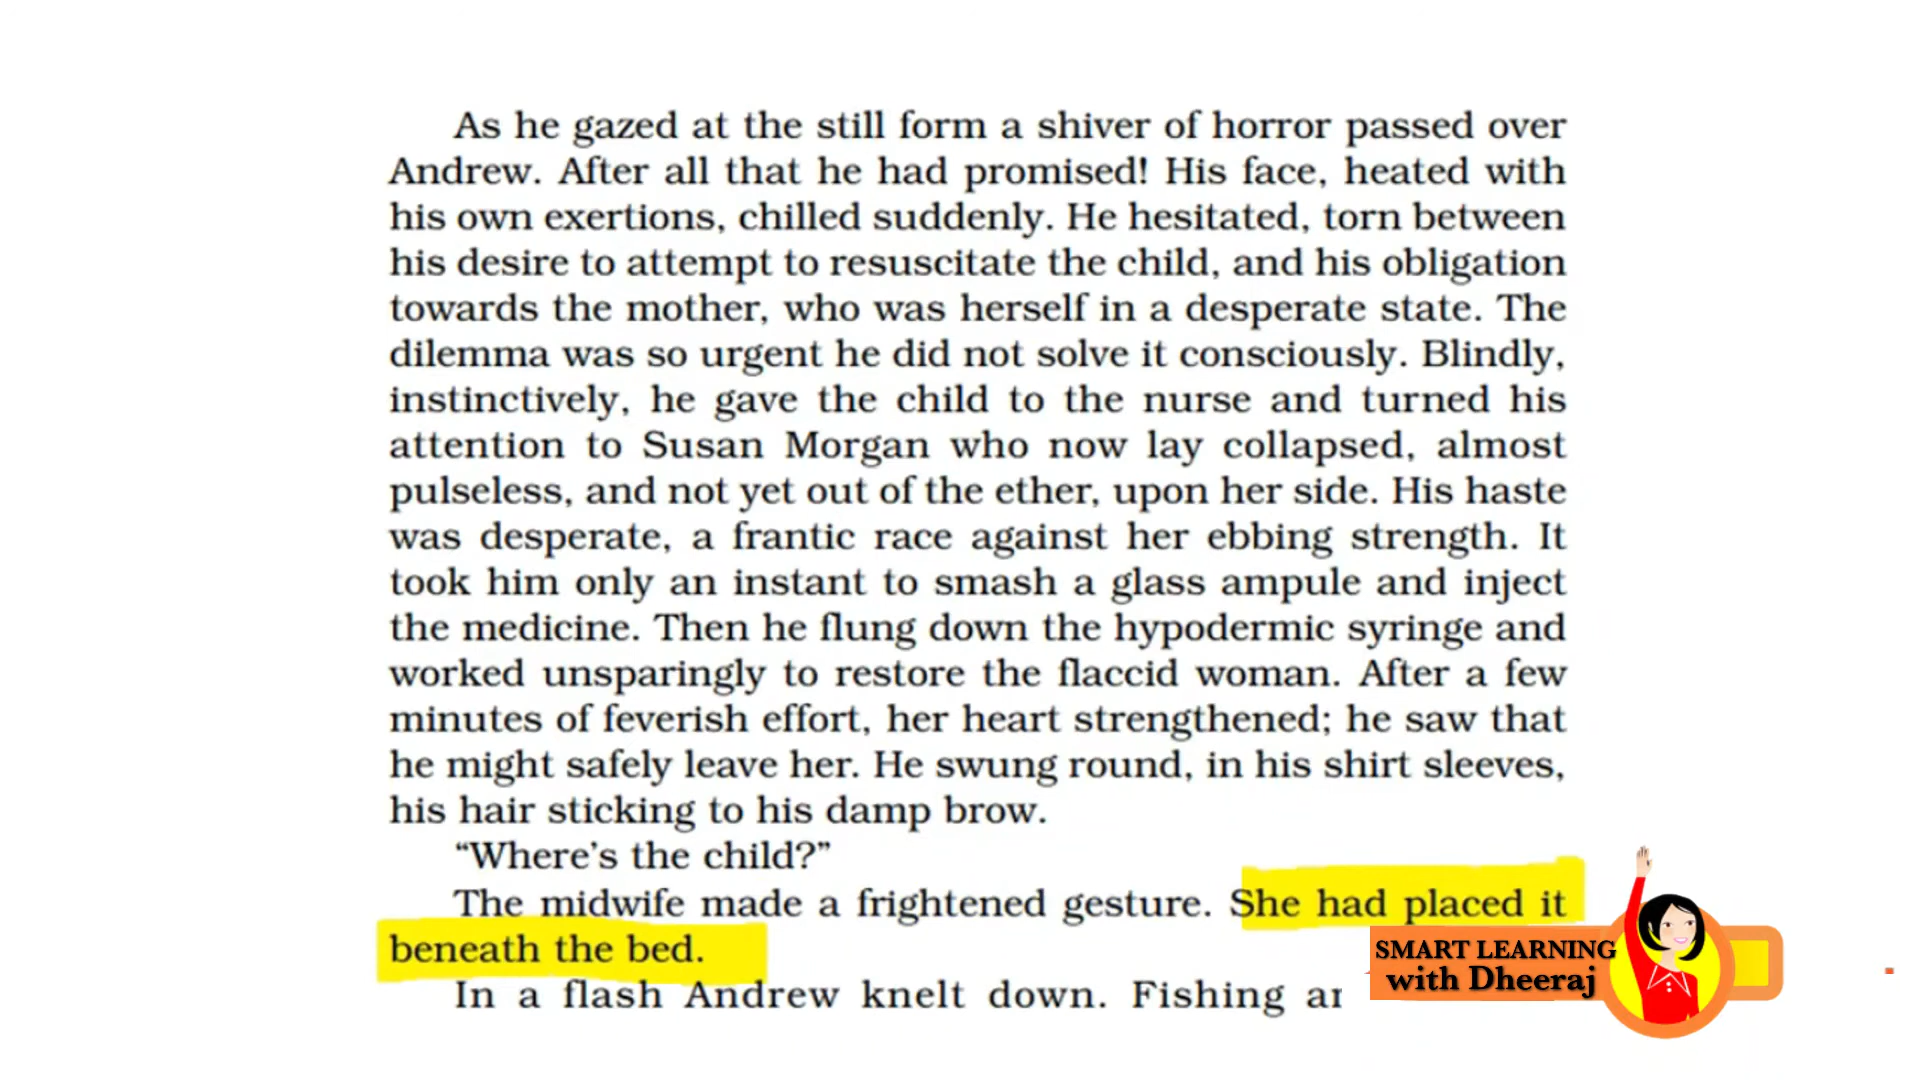 As he gazed at the still form a shiver of horror passed over
Andrew. After all that he had promised! His face, heated with
his own exertions, chilled suddenly. He hesitated, torn between
his desire to attempt to resuscitate the child, and his obligation
towards the mother, who was herself in a desperate state. The
dilemma was so urgent he did not solve it consciously. Blindly,
instinctively, he gave the child to the nurse and turned his
attention to Susan Morgan who now lay collapsed, almost
pulseless, and not yet out of the ether, upon her side. His haste
was desperate, a frantic race against her ebbing strength. It
took him only an instant to smash a glass ampule and inject
the medicine. Then he flung down the hypodermic syringe and
worked unsparingly to restore the flaccid woman. After a few
minutes of feverish effort, her heart strengthened; he saw that
he might safely leave her. He swung round, in his shirt sleeves,
his hair sticking to his damp brow.
“Where’s the child?”
The midwife made a frightened gesture. She had placed it
beneath the bed.
In a flash Andrew knelt down. Fishing
SMART LEARNING
with Dheeraj